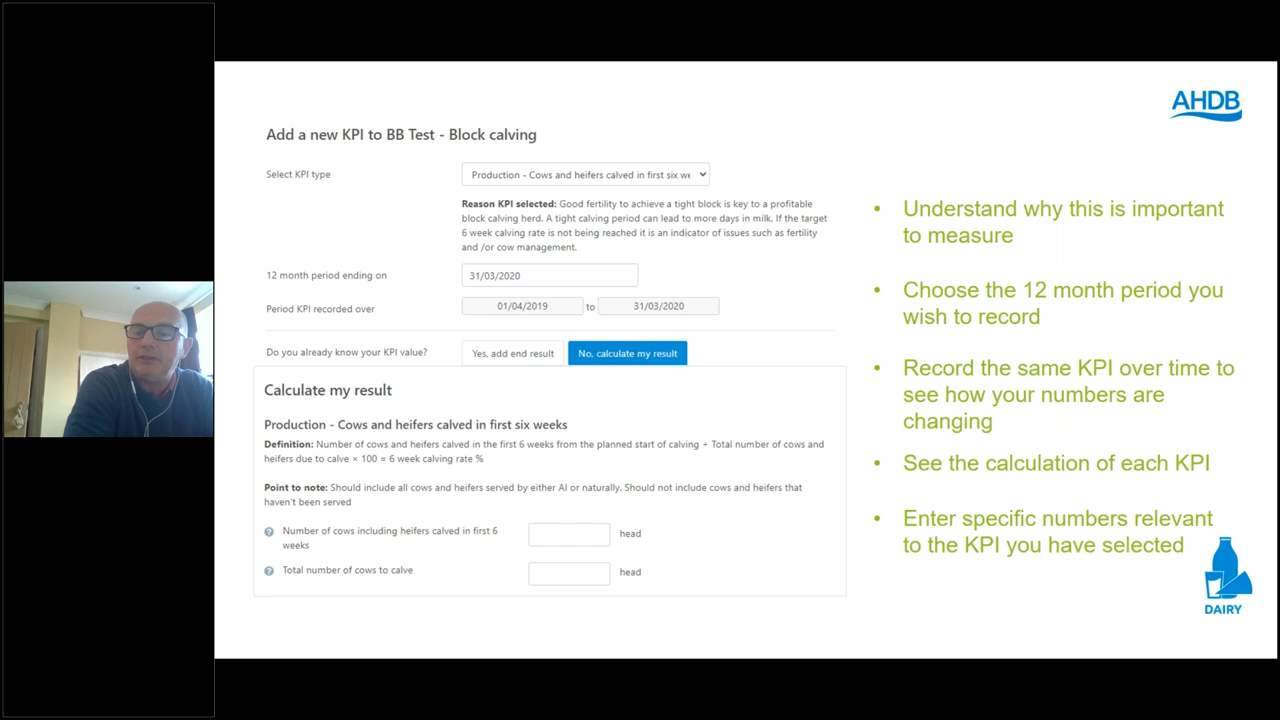 AHDB
Add a new KPI to BB Test - Block calving
Select KPI type
Production - Cows and heifers calved in first six we
Reason KPI selected: Good fertility to achieve a tight block is key to a profitable
block calving herd. A tight calving period can lead to more days in milk. If the target
6 week calving rate is not being reached it is an indicator of issues such as fertility
and /or cow management.
12 month period ending on
31/03/2020
Period KPI recorded over
01/04/2019 to 31/03/2020
Do you already know your KPI value?
Yes, add end result
No, calculate my result
Calculate my result
Production - Cows and heifers calved in first six weeks
Definition: Number of cows and heifers calved in the first 6 weeks from the planned start of calving ÷ Total number of cows and
heifers due to calve × 100 = 6 week calving rate %
Point to note: Should include all cows and heifers served by either AI or naturally. Should not include cows and heifers that
haven't been served
? Number of cows including heifers calved in first 6
weeks
head
? Total number of cows to calve
head
• Understand why this is important
to measure
• Choose the 12 month period you
wish to record
• Record the same KPI over time to
see how your numbers are
changing
• See the calculation of each KPI
• Enter specific numbers relevant
to the KPI you have selected
DAIRY